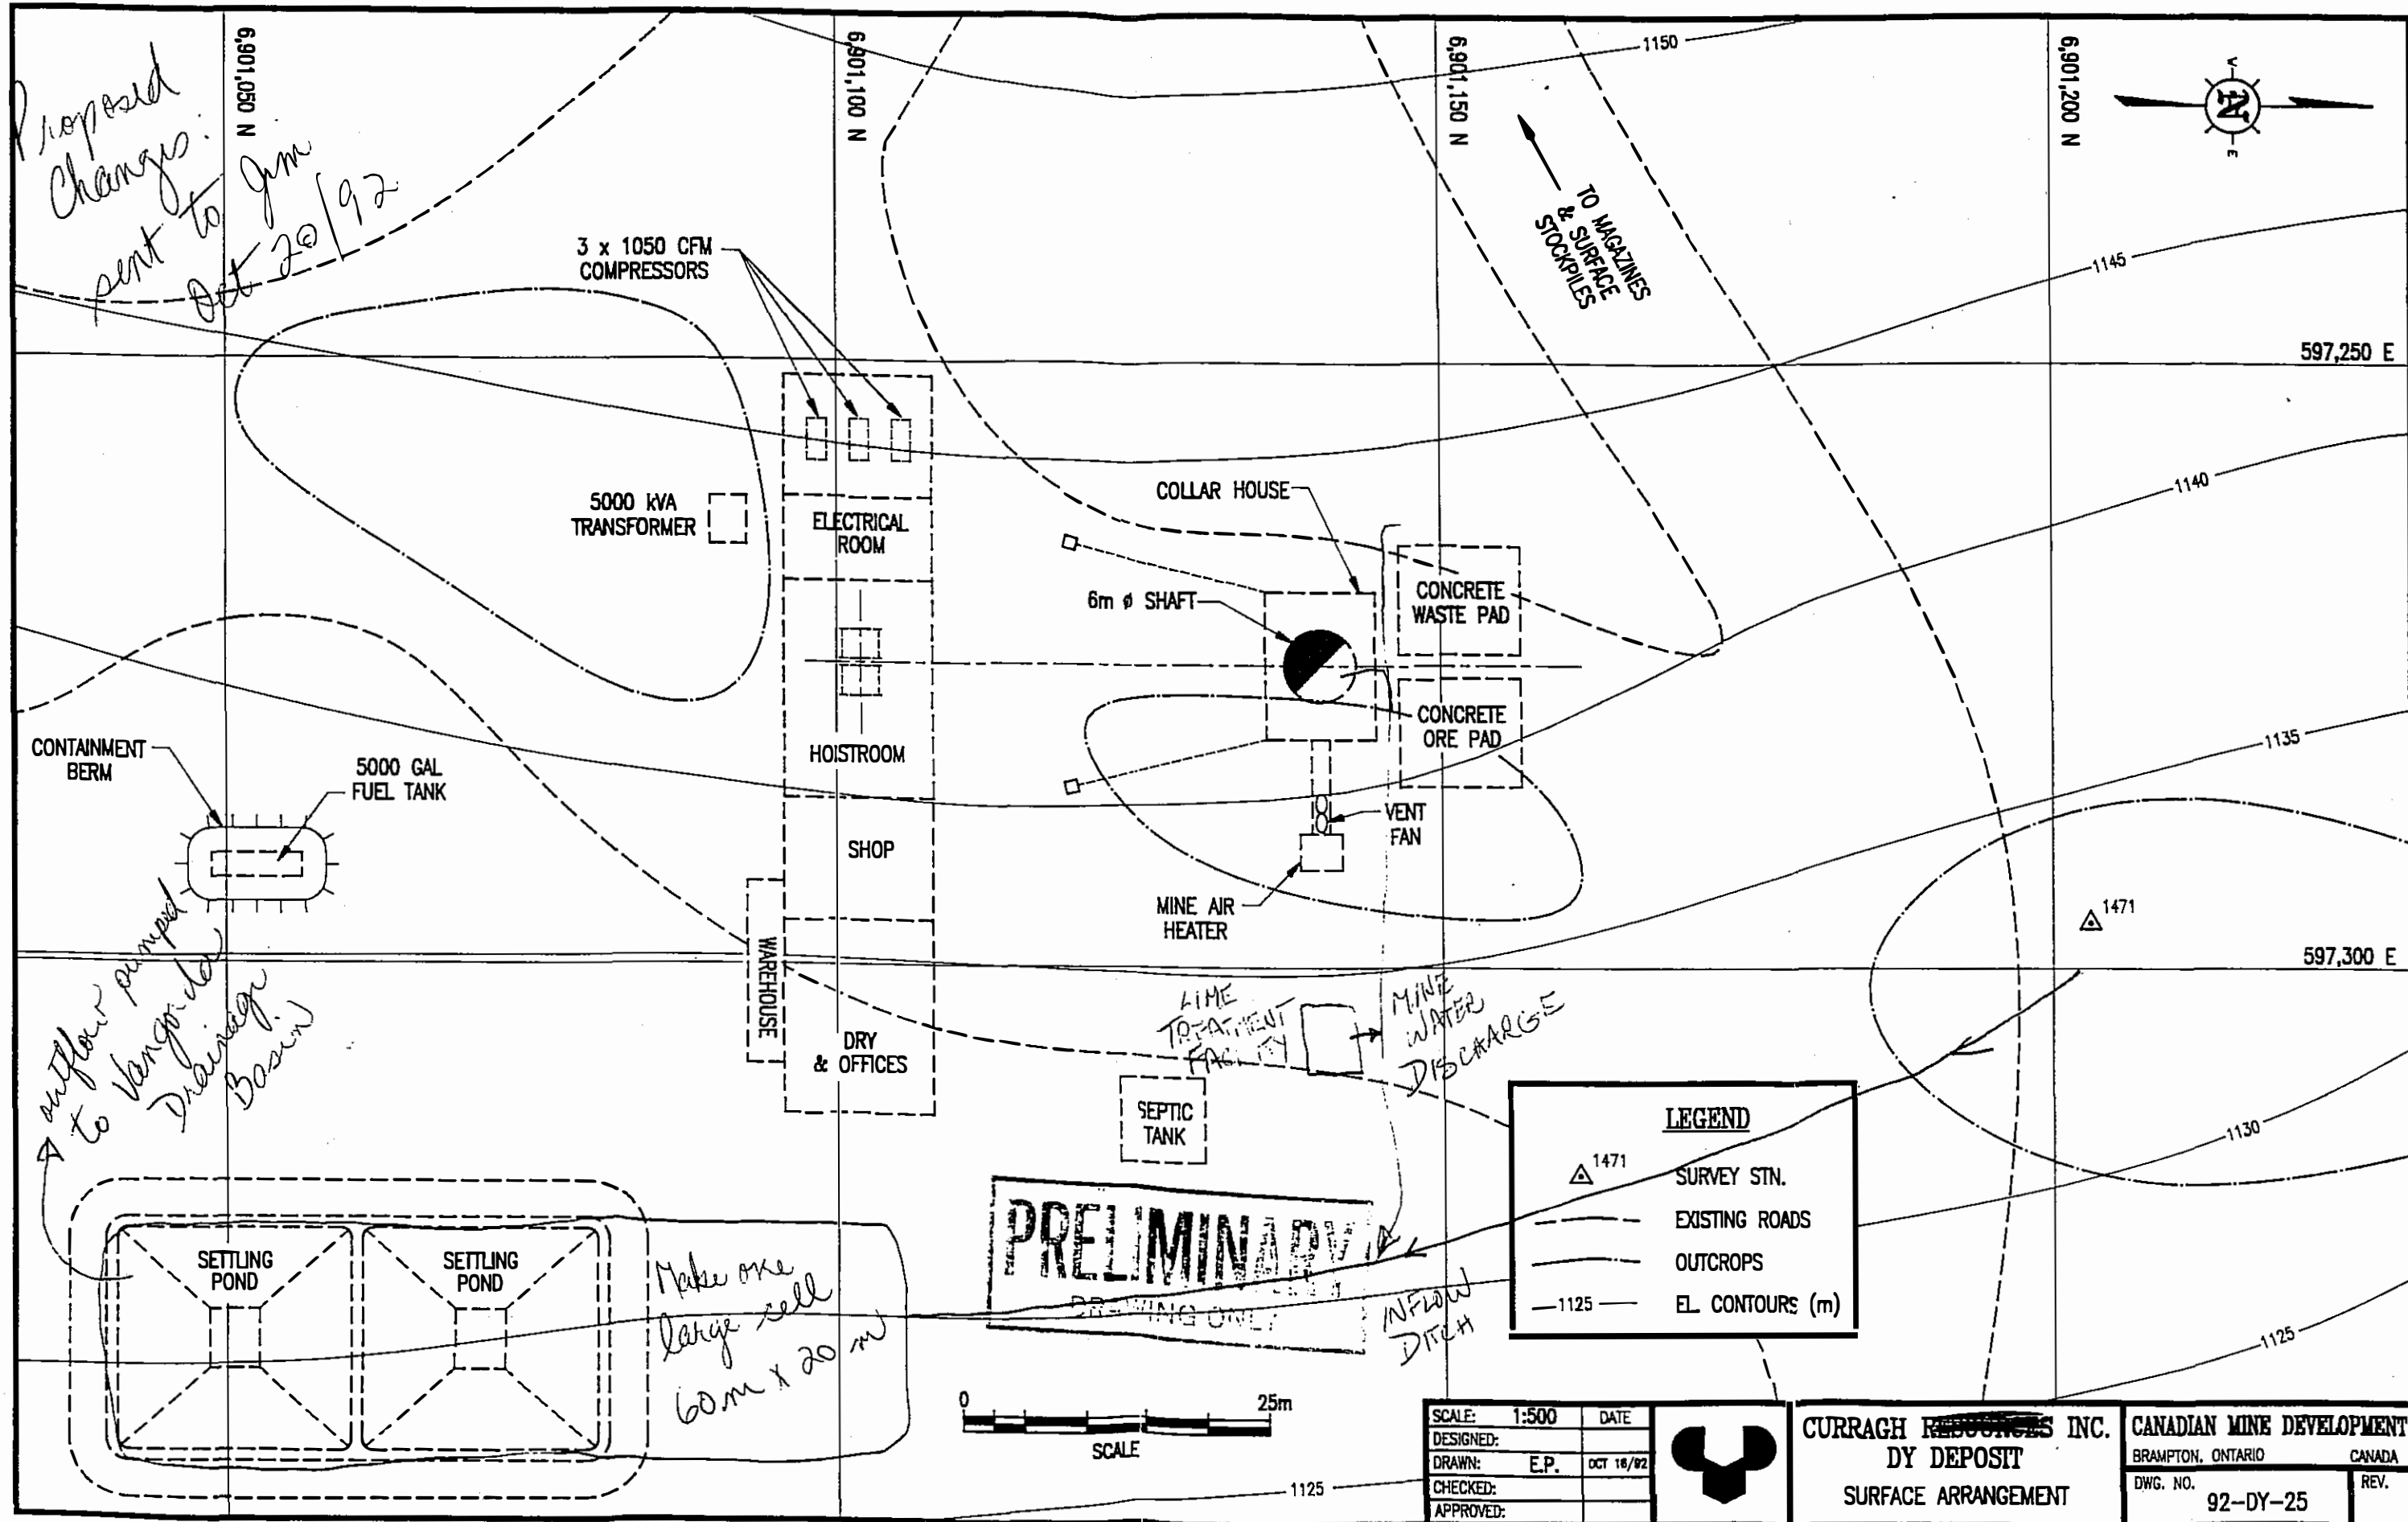 Proposed
Changes:
sent to Jim
Oct 20/92
6,901,050 N
6,901,100 N
6,901,150 N
6,901,200 N
1150
W
N
E
TO MAGAZINES
& SURFACE
STOCKPILES
3 x 1050 CFM
COMPRESSORS
1145
597,250 E
5000 kVA
TRANSFORMER
ELECTRICAL
ROOM
COLLAR HOUSE
1140
6m ø SHAFT
CONCRETE
WASTE PAD
CONCRETE
ORE PAD
HOISTROOM
1135
CONTAINMENT
BERM
5000 GAL
FUEL TANK
SHOP
VENT
FAN
MINE AIR
HEATER
1471
WAREHOUSE
597,300 E
outflow pumped
to Vangorda
Drainage
Basin
DRY
& OFFICES
LIME
TREATMENT
FACILITY
MINE
WATER
DISCHARGE
SEPTIC
TANK
1130
LEGEND
1471 SURVEY STN.
EXISTING ROADS
OUTCROPS
1125 EL. CONTOURS (m)
SETTLING
POND
SETTLING
POND
Make one
large cell
60m x 20 m
PRELIMINARY
DRAWING ONLY
INFLOW
DITCH
1125
0 25m
SCALE
1125
SCALE: 1:500 DATE
DESIGNED:
DRAWN: E.P. OCT 16/92
CHECKED:
APPROVED:
CURRAGH RESOURCES INC.
DY DEPOSIT
SURFACE ARRANGEMENT
CANADIAN MINE DEVELOPMENT
BRAMPTON, ONTARIO CANADA
DWG. NO. 92-DY-25
REV.